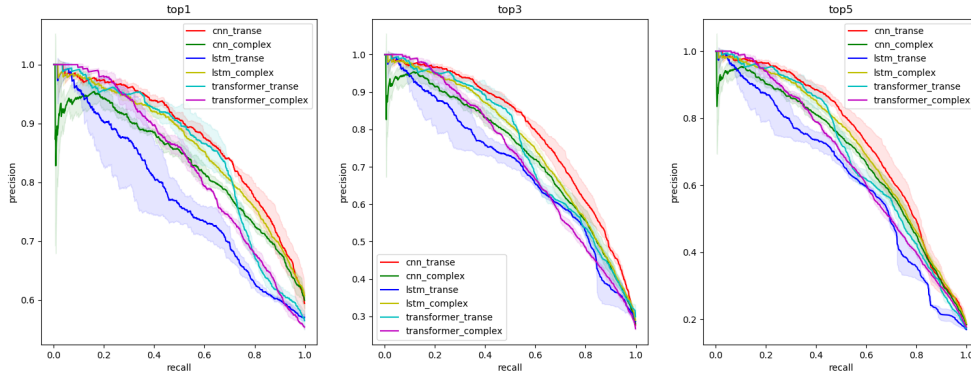 top1
cnn_transe
cnn_complex
lstm_transe
lstm_complex
transformer_transe
transformer_complex
precision
1.0
0.9
0.8
0.7
0.6
0.0
0.2
0.4
0.6
0.8
1.0
recall
top3
precision
1.0
0.9
0.8
0.7
0.6
0.5
0.4
0.3
cnn_transe
cnn_complex
lstm_transe
lstm_complex
transformer_transe
transformer_complex
0.0
0.2
0.4
0.6
0.8
1.0
recall
top5
cnn_transe
cnn_complex
lstm_transe
lstm_complex
transformer_transe
transformer_complex
precision
1.0
0.8
0.6
0.4
0.2
0.0
0.2
0.4
0.6
0.8
1.0
recall